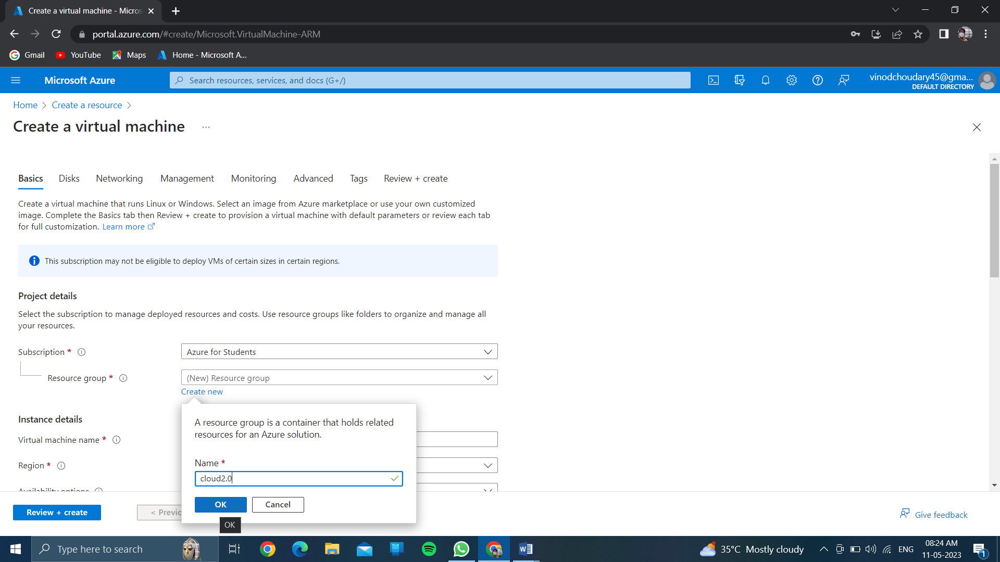 Create a virtual machine - Micros
portal.azure.com/#create/Microsoft.VirtualMachine-ARM
Gmail YouTube Maps Home - Microsoft A...
Microsoft Azure
Search resources, services, and docs (G+/)
vinodchoudary45@gma...
DEFAULT DIRECTORY
Home > Create a resource >
Create a virtual machine ...
Basics Disks Networking Management Monitoring Advanced Tags Review + create
Create a virtual machine that runs Linux or Windows. Select an image from Azure marketplace or use your own customized
image. Complete the Basics tab then Review + create to provision a virtual machine with default parameters or review each tab
for full customization. Learn more
This subscription may not be eligible to deploy VMs of certain sizes in certain regions.
Project details
Select the subscription to manage deployed resources and costs. Use resource groups like folders to organize and manage all
your resources.
Subscription *
Azure for Students
Resource group *
(New) Resource group
Create new
A resource group is a container that holds related
resources for an Azure solution.
Name *
cloud2.0
OK Cancel
OK
Instance details
Virtual machine name *
Region *
Availability options
Review + create
< Previo
Give feedback
Type here to search
35°C Mostly cloudy
ENG
08:24 AM
11-05-2023
1